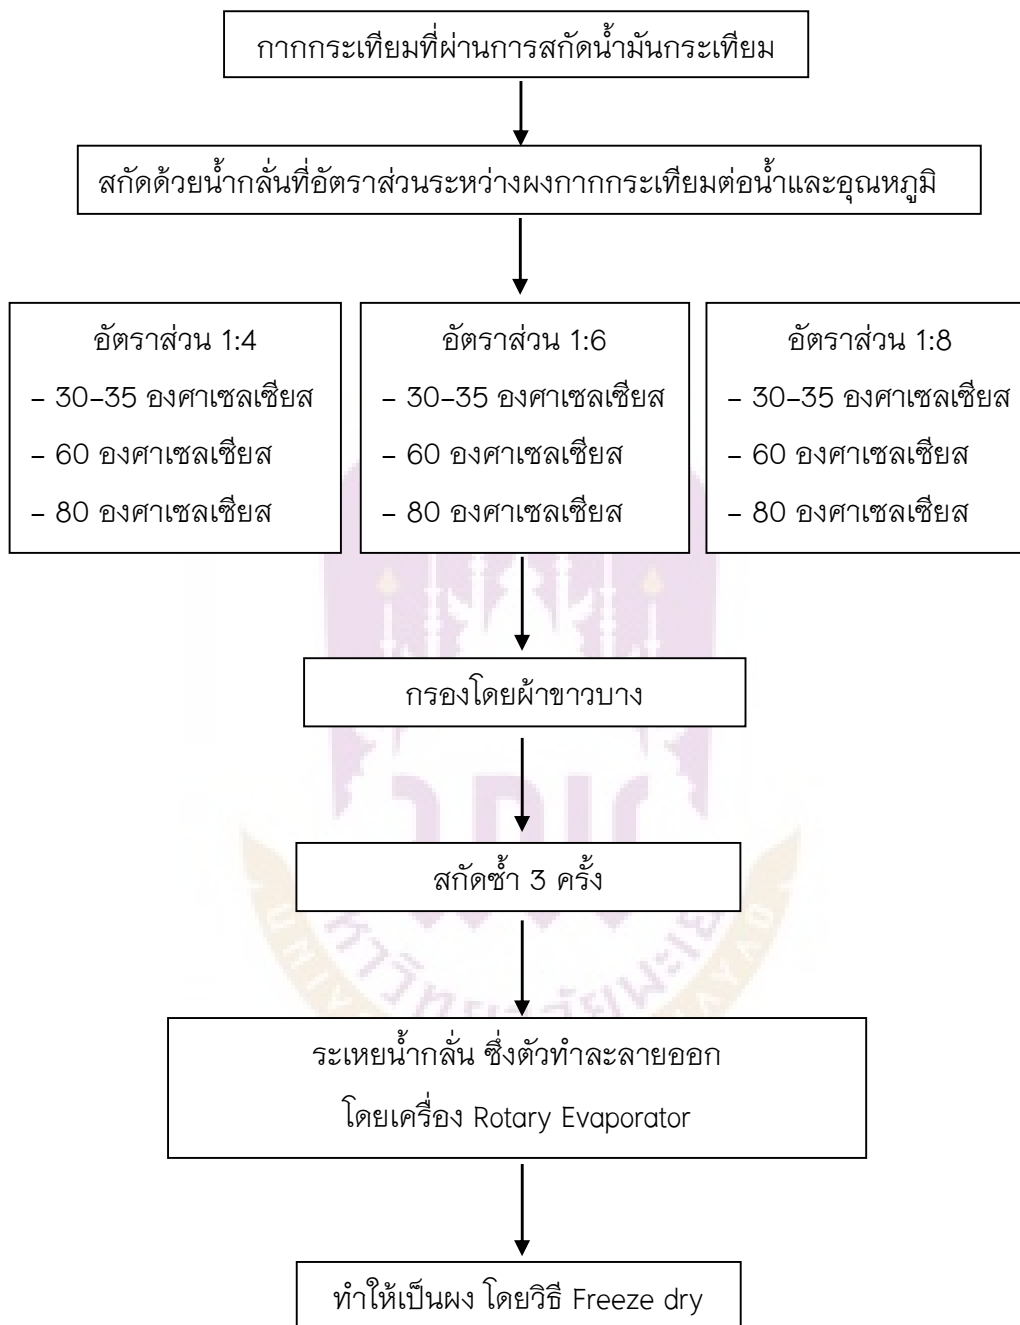 กากกระเทียมที่ผ่านการสกัดน้ำมันกระเทียม
สกัดด้วยน้ำกลั่นที่อัตราส่วนระหว่างผงกากกระเทียมต่อน้ำและอุณหภูมิ
อัตราส่วน 1:4
- 30-35 องศาเซลเซียส
- 60 องศาเซลเซียส
- 80 องศาเซลเซียส
อัตราส่วน 1:6
- 30-35 องศาเซลเซียส
- 60 องศาเซลเซียส
- 80 องศาเซลเซียส
อัตราส่วน 1:8
- 30-35 องศาเซลเซียส
- 60 องศาเซลเซียส
- 80 องศาเซลเซียส
กรองโดยผ้าขาวบาง
สกัดซ้ำ 3 ครั้ง
ระเหยน้ำกลั่น ซึ่งตัวทำละลายออก
โดยเครื่อง Rotary Evaporator
ทำให้เป็นผง โดยวิธี Freeze dry